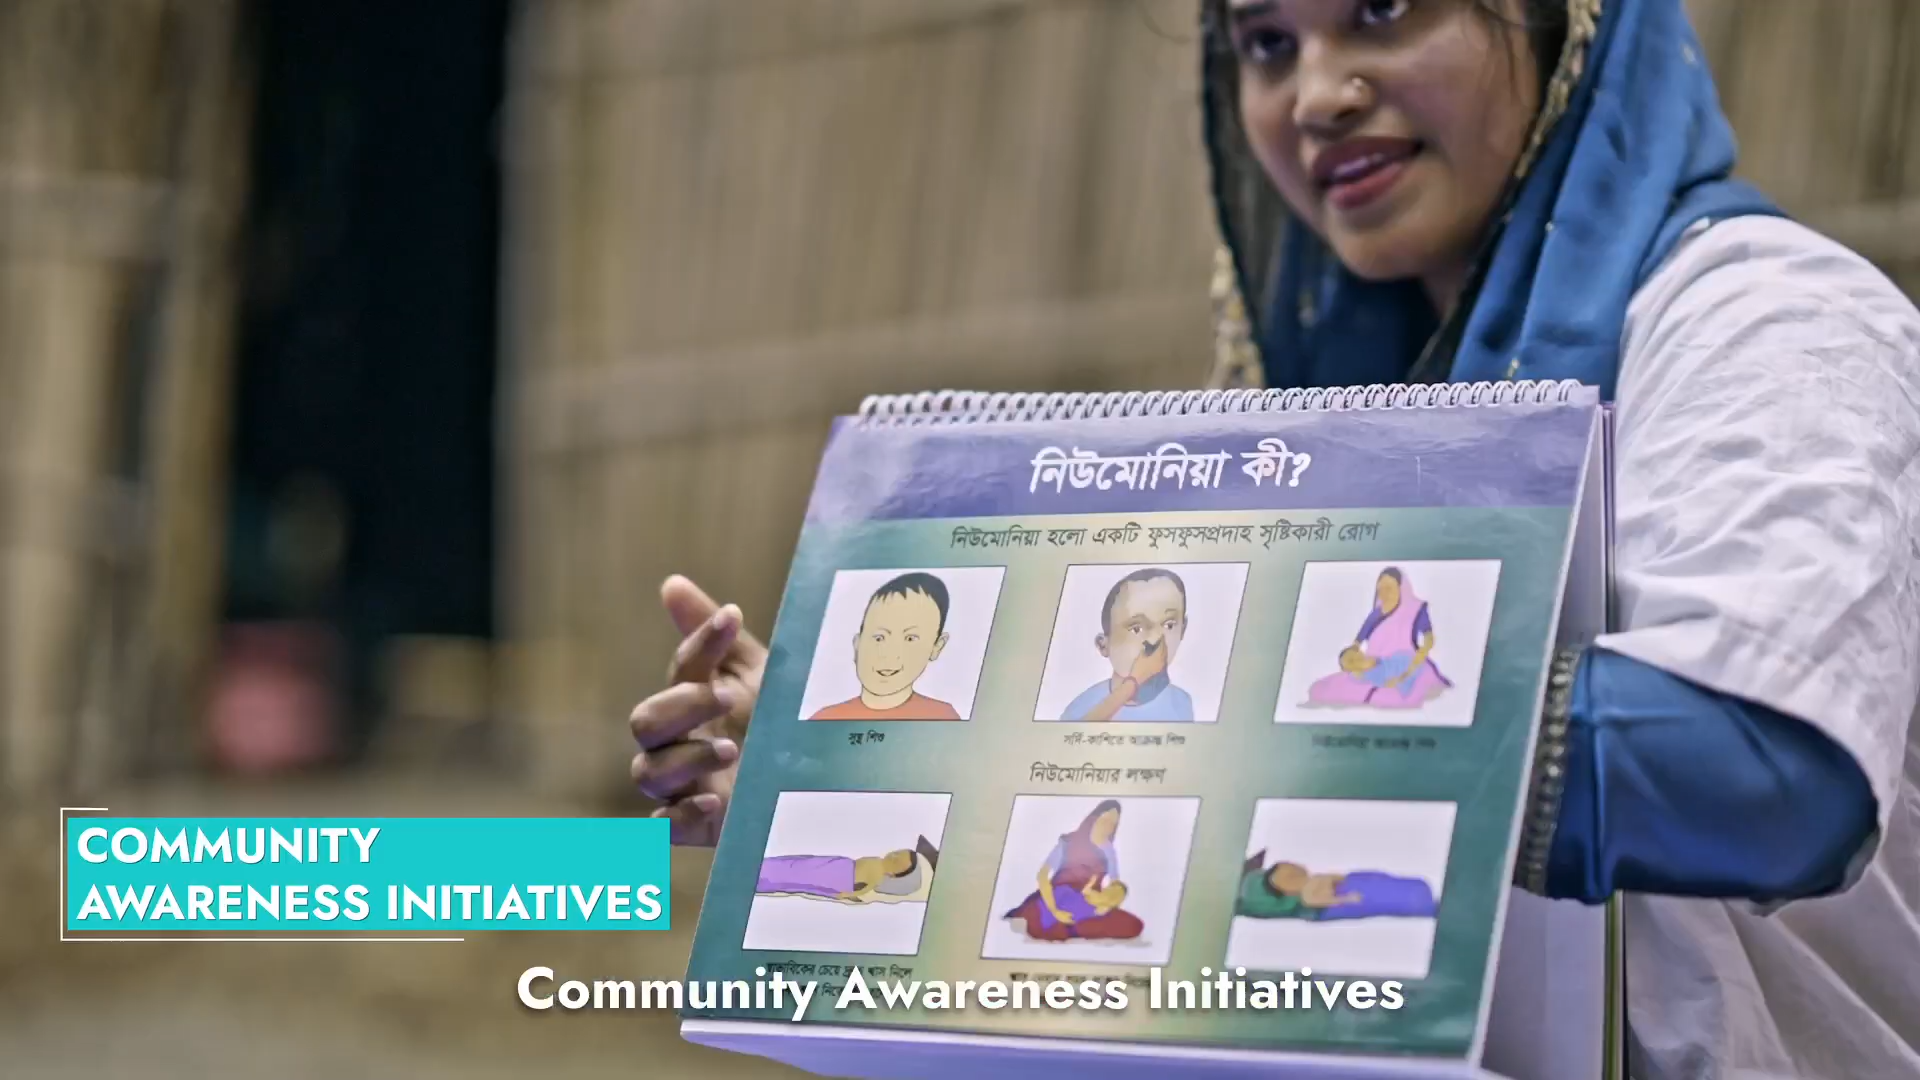 নিউমোনিয়া কী?
নিউমোনিয়া হলো একটি ফুসফুসপ্রদাহ সৃষ্টিকারী রোগ
সুস্থ শিশু
সর্দি-কাশিতে আক্রান্ত শিশু
নিউমোনিয়ার লক্ষণ
চেয়ে দ্রুত শ্বাস নিলে
COMMUNITY
AWARENESS INITIATIVES
Community Awareness Initiatives